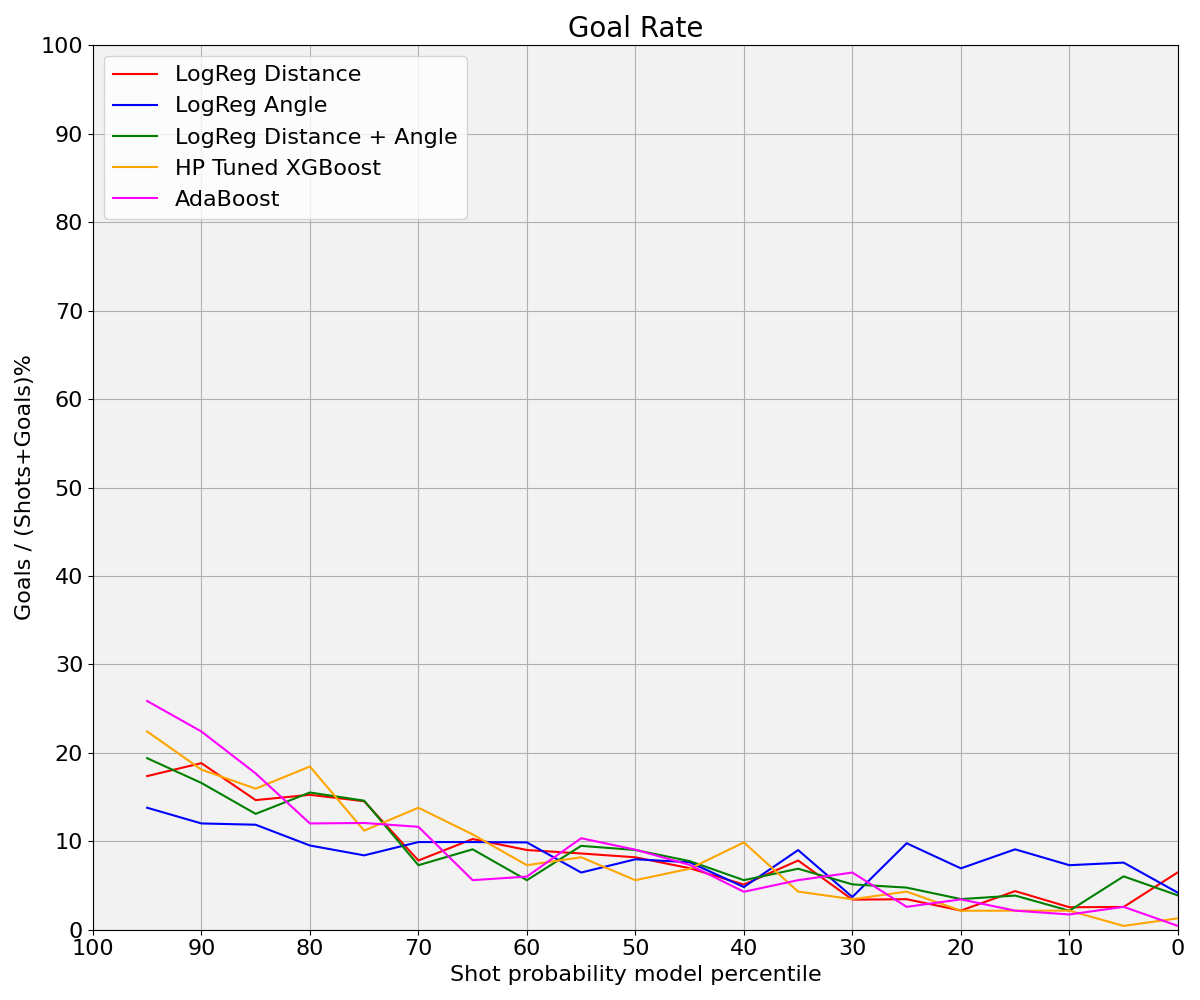 Goal Rate
LogReg Distance
LogReg Angle
LogReg Distance + Angle
HP Tuned XGBoost
AdaBoost
100
90
80
70
60
50
40
30
20
10
0
Goals / (Shots+Goals)%
100 90 80 70 60 50 40 30 20 10 0
Shot probability model percentile